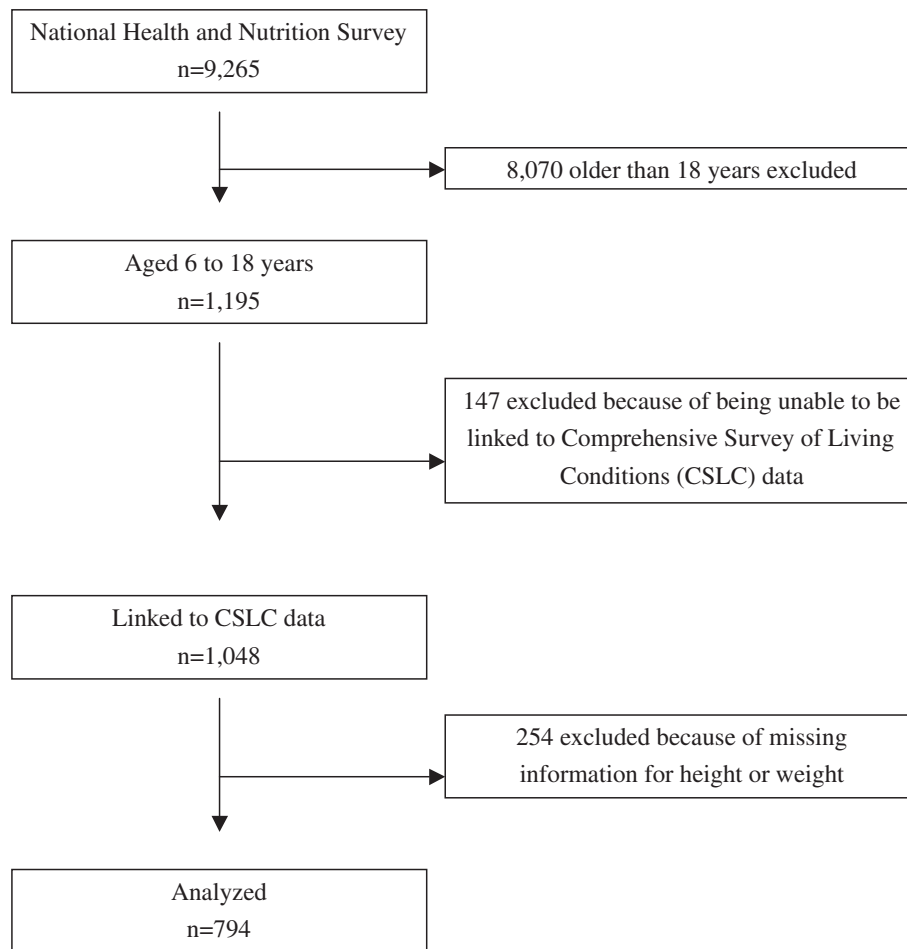 National Health and Nutrition Survey
n=9,265
8,070 older than 18 years excluded
Aged 6 to 18 years
n=1,195
147 excluded because of being unable to be
linked to Comprehensive Survey of Living
Conditions (CSLC) data
Linked to CSLC data
n=1,048
254 excluded because of missing
information for height or weight
Analyzed
n=794